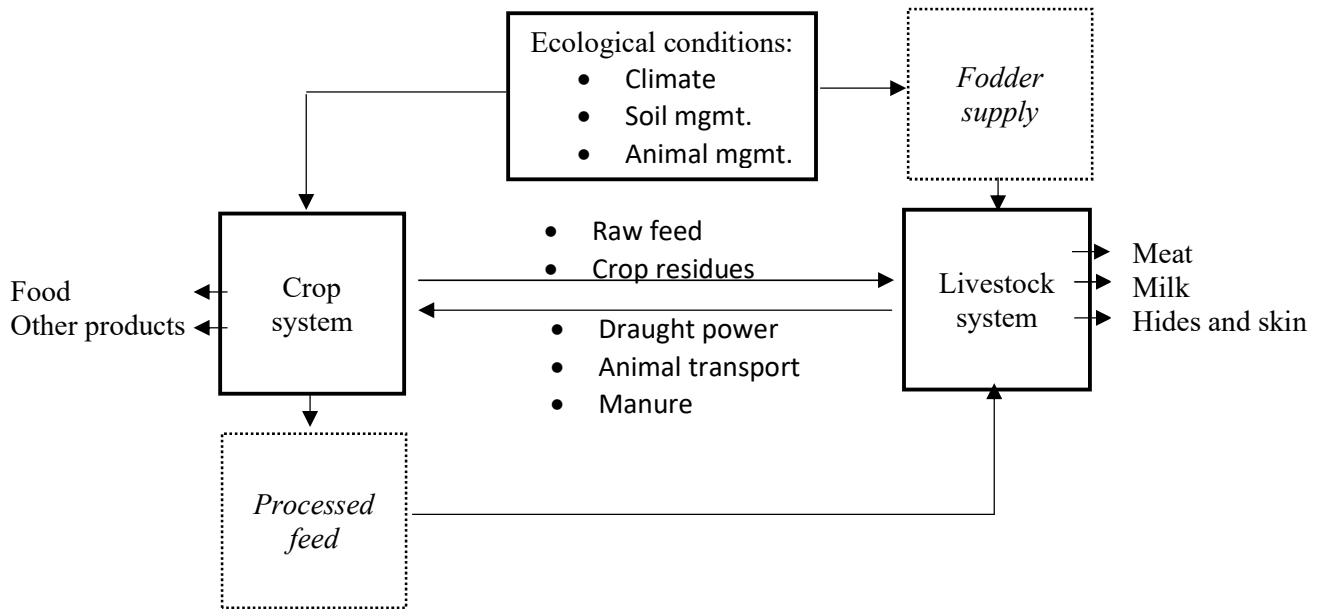 Ecological conditions:
• Climate
• Soil mgmt.
• Animal mgmt.
Fodder
supply
• Raw feed
• Crop residues
Food
Other products
Crop
system
Livestock
system
Meat
Milk
Hides and skin
• Draught power
• Animal transport
• Manure
Processed
feed